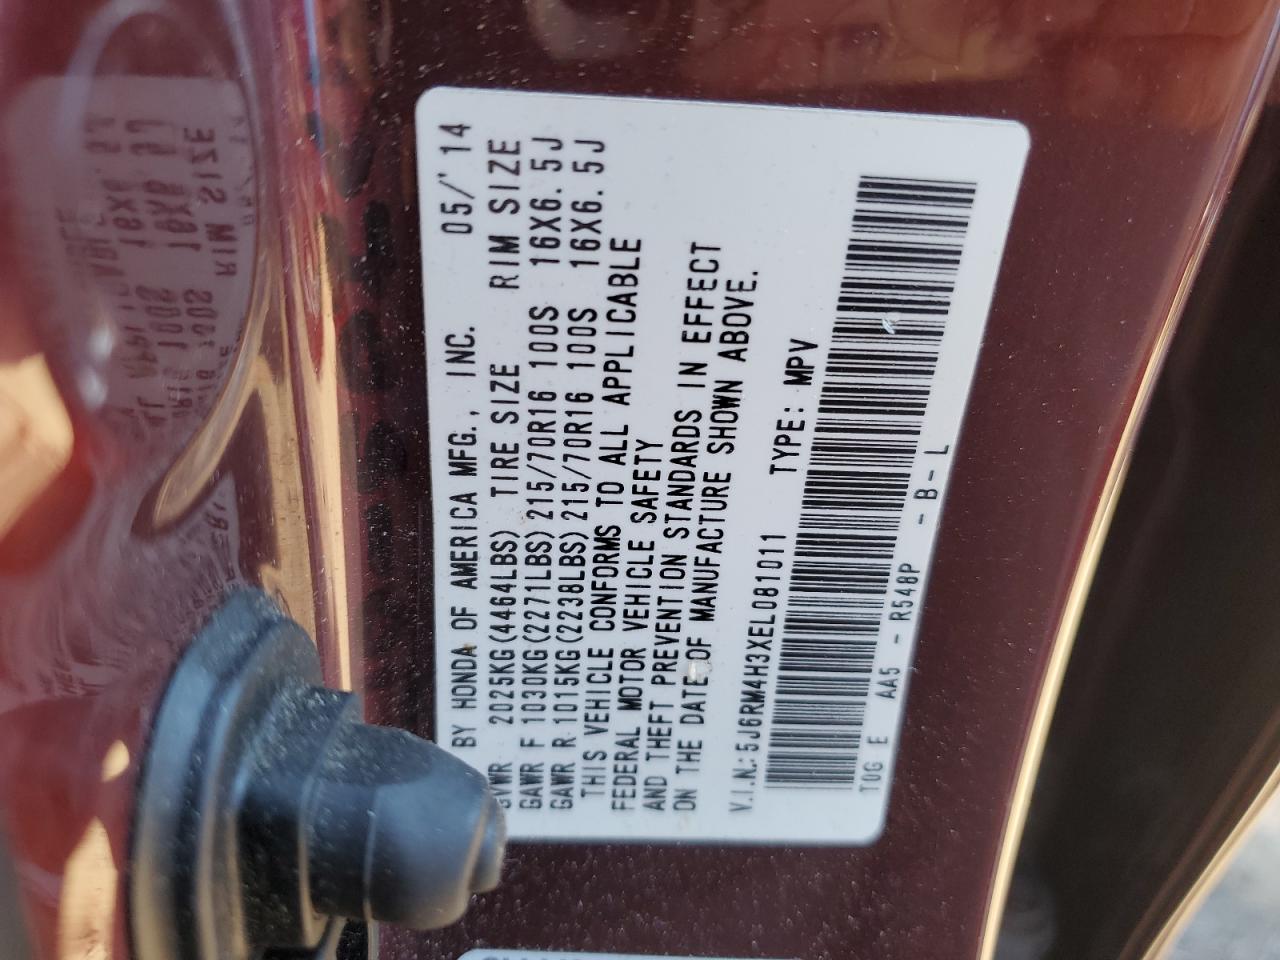 BY HONDA OF AMERICA MFG., INC. 05/'14
GVWR 2025KG(4464LBS) TIRE SIZE RIM SIZE
GAWR F 1030KG(2271LBS)215/70R16 100S 16X6.5J
GAWR R 1015KG(2238LBS)215/70R16 100S 16X6.5J
THIS VEHICLE CONFORMS TO ALL APPLICABLE
FEDERAL MOTOR VEHICLE SAFETY
AND THEFT PREVENTION STANDARDS IN EFFECT
ON THE DATE OF MANUFACTURE SHOWN ABOVE.
V.I.N.:5J6RM4H3XEL081011 TYPE: MPV
T0G E AA5 - R548P - B - L